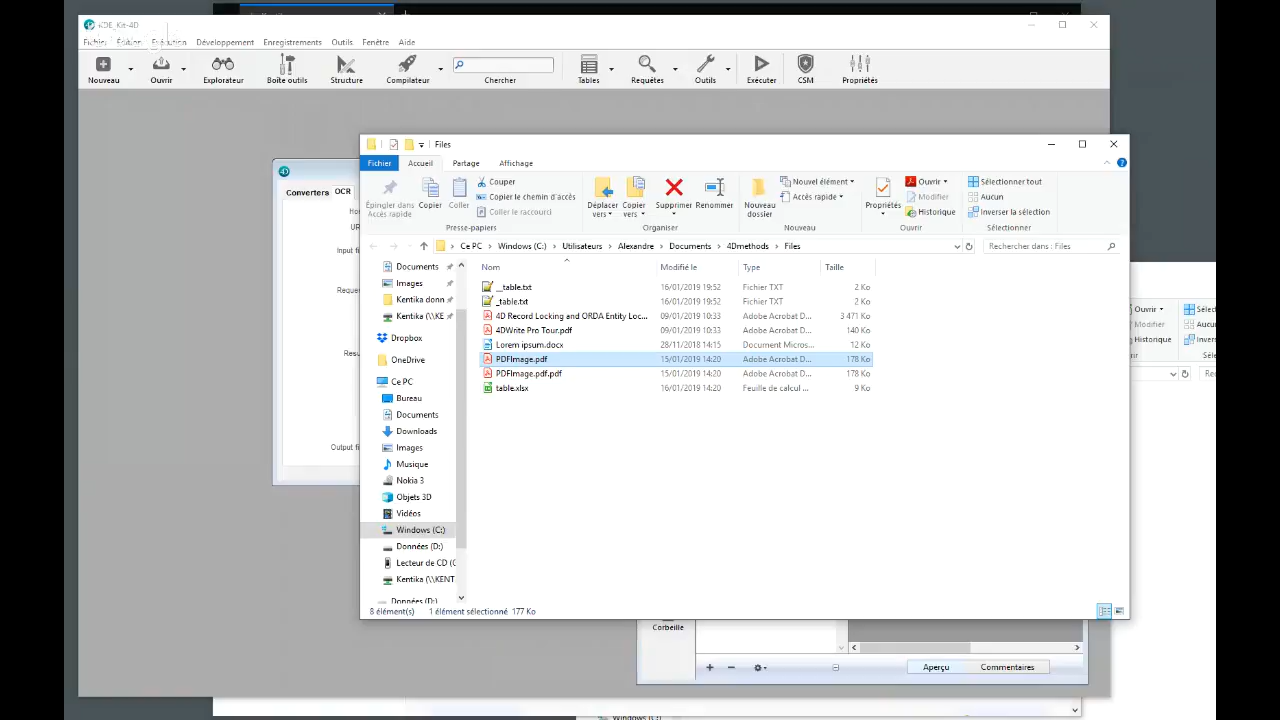 4DE_Kit-4D
Fichier Édition Exécution Développement Enregistrements Outils Fenêtre Aide
Nouveau Ouvrir Explorateur Boîte outils Structure Compilateur Chercher Tables Requêtes Outils Exécuter CSM Propriétés
Files
Fichier Accueil Partage Affichage
Épingler dans Accès rapide
Copier
Coller
Couper
Copier le chemin d'accès
Coller le raccourci
Presse-papiers
Déplacer vers
Copier vers
Supprimer
Renommer
Organiser
Nouveau dossier
Nouvel élément
Accès rapide
Nouveau
Propriétés
Ouvrir
Modifier
Historique
Ouvrir
Sélectionner tout
Aucun
Inverser la sélection
Sélectionner
Ce PC > Windows (C:) > Utilisateurs > Alexandre > Documents > 4Dmethods > Files
Rechercher dans : Files
Documents
Images
Kentika donn
Kentika (\\KE
Dropbox
OneDrive
Ce PC
Bureau
Documents
Downloads
Images
Musique
Nokia 3
Objets 3D
Vidéos
Windows (C:)
Données (D:)
Lecteur de CD (
Kentika (\\KENT
Données (D:)
Nom Modifié le Type Taille
__table.txt 16/01/2019 19:52 Fichier TXT 2 Ko
_table.txt 16/01/2019 19:52 Fichier TXT 2 Ko
4D Record Locking and ORDA Entity Loc... 09/01/2019 10:33 Adobe Acrobat D... 3 471 Ko
4DWrite Pro Tour.pdf 09/01/2019 10:33 Adobe Acrobat D... 140 Ko
Lorem ipsum.docx 28/11/2018 14:15 Document Micros... 12 Ko
PDFImage.pdf 15/01/2019 14:20 Adobe Acrobat D... 178 Ko
PDFImage.pdf.pdf 15/01/2019 14:20 Adobe Acrobat D... 178 Ko
table.xlsx 16/01/2019 14:20 Feuille de calcul ... 9 Ko
8 élément(s) 1 élément sélectionné 177 Ko
4D
Converters OCR
Ho
UR
Input f
Reque
Resu
Output fi
Ouvrir
Modifier
Historique
Sélect
Aucun
Invers
Ouvrir
Re
Corbeille
Aperçu
Commentaires
Windows (C:)